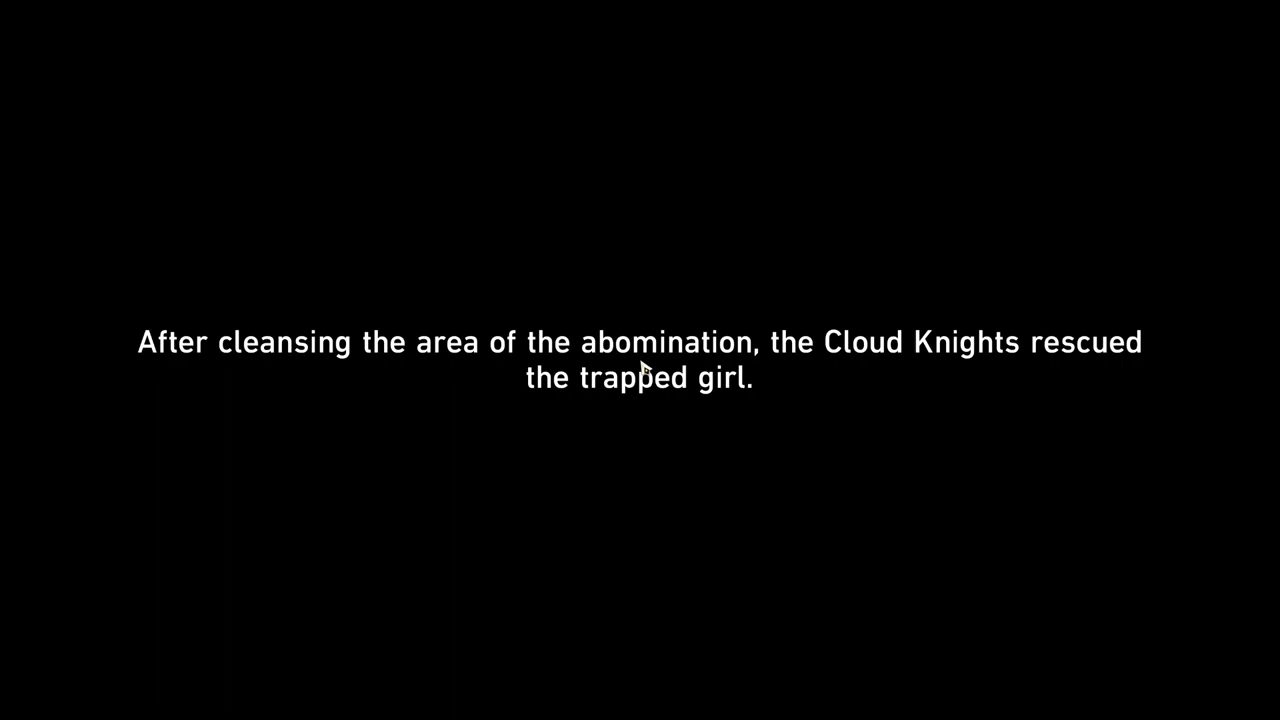 After cleansing the area of the abomination, the Cloud Knights rescued
the trapped girl.